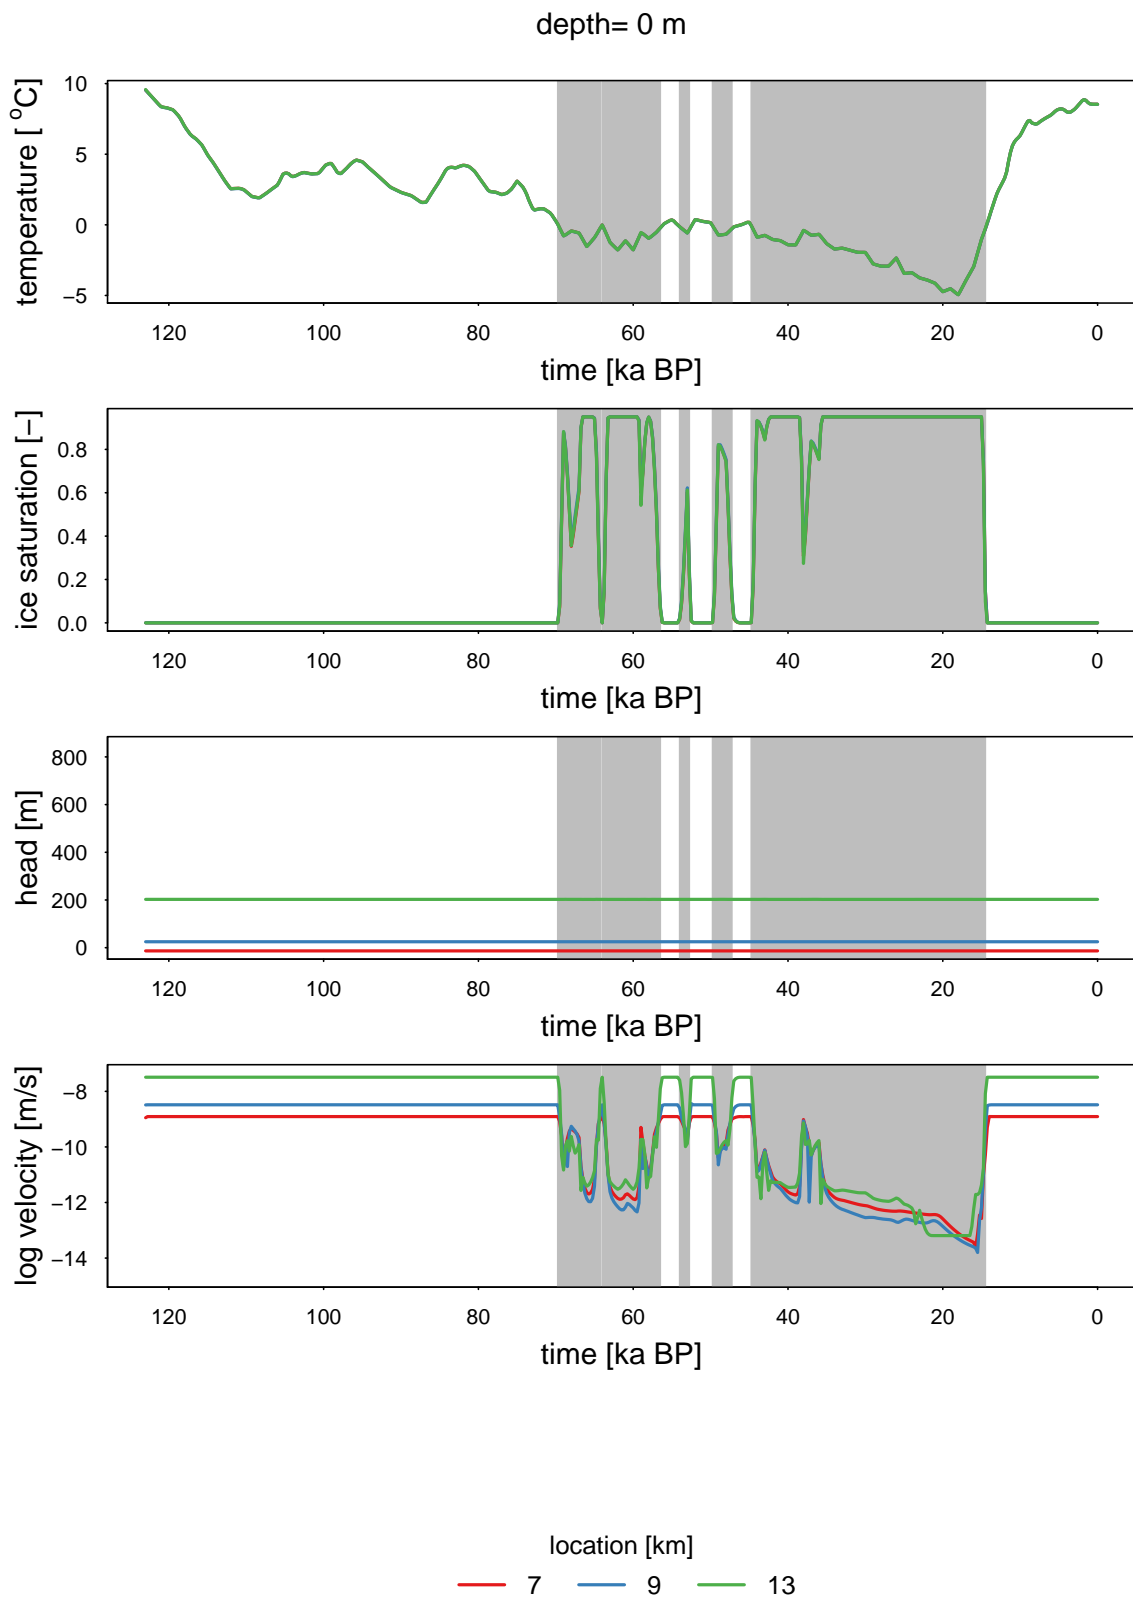 depth= 0 m
temperature [ °C]
10
5
0
−5
120 100 80 60 40 20 0
time [ka BP]
ice saturation [−]
0.8
0.6
0.4
0.2
0.0
120 100 80 60 40 20 0
time [ka BP]
head [m]
800
600
400
200
0
120 100 80 60 40 20 0
time [ka BP]
log velocity [m/s]
−8
−10
−12
−14
120 100 80 60 40 20 0
time [ka BP]
location [km]
7 9 13